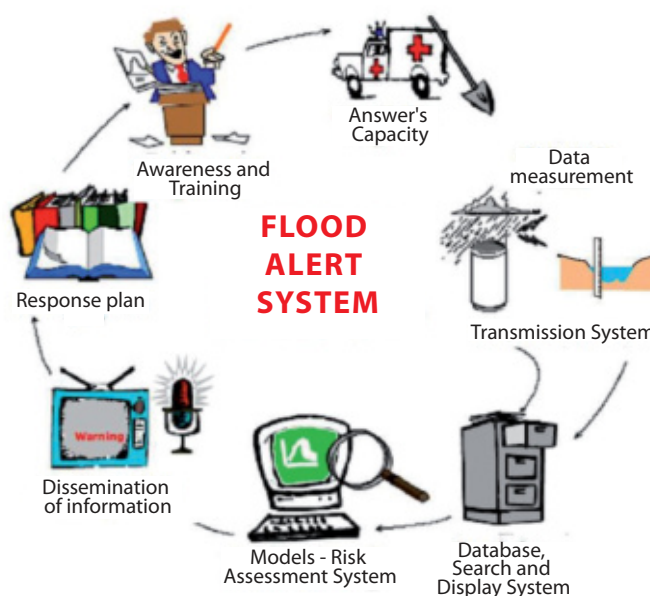 Answer's
Capacity
Awareness and
Training
Data
measurement
FLOOD
ALERT
SYSTEM
Response plan
Transmission System
Warning
Dissemination
of information
Models - Risk
Assessment System
Database,
Search and
Display System